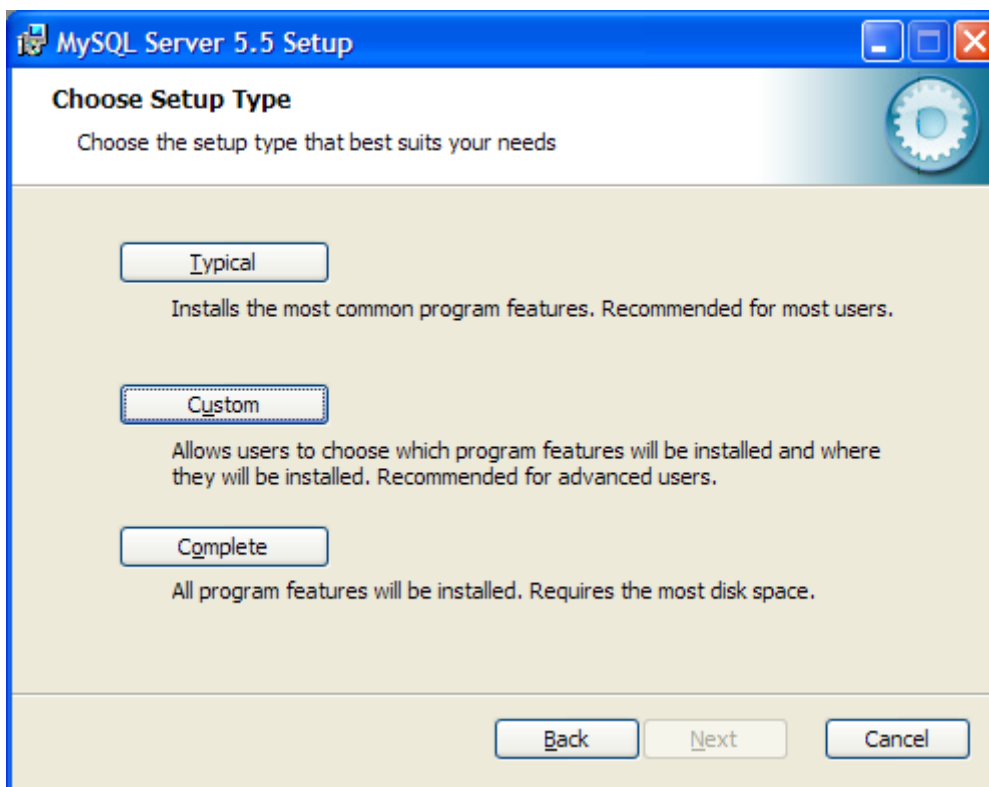 MySQL Server 5.5 Setup
Choose Setup Type
Choose the setup type that best suits your needs
Typical
Installs the most common program features. Recommended for most users.
Custom
Allows users to choose which program features will be installed and where
they will be installed. Recommended for advanced users.
Complete
All program features will be installed. Requires the most disk space.
Back Next Cancel